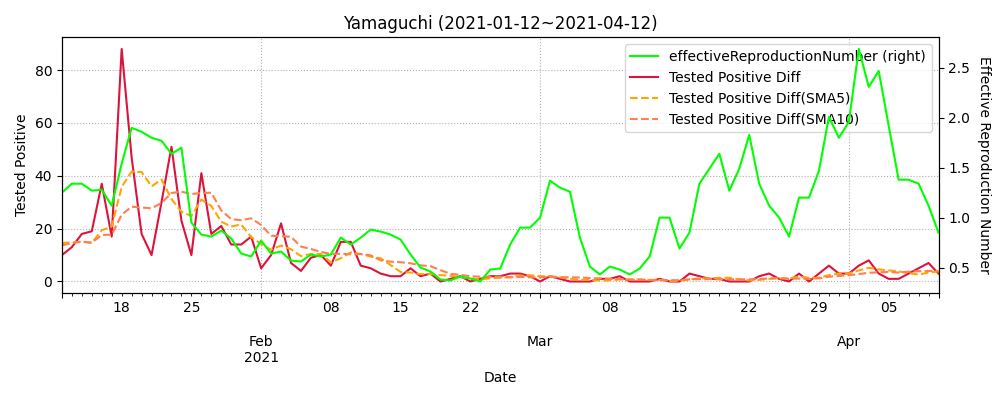 Yamaguchi (2021-01-12~2021-04-12)
effectiveReproductionNumber (right)
Tested Positive Diff
Tested Positive Diff(SMA5)
Tested Positive Diff(SMA10)
Tested Positive
80
60
40
20
0
Effective Reproduction Number
2.5
2.0
1.5
1.0
0.5
18 25 08 15 22 08 15 22 29 05
Feb Mar Apr
2021
Date